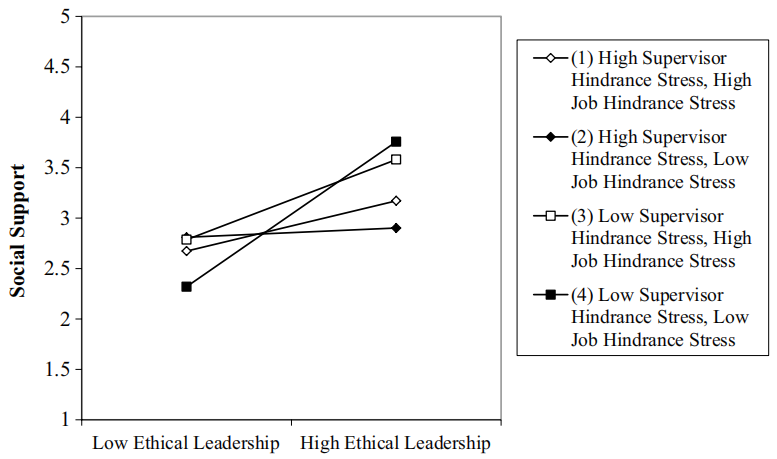 5
4.5
4
3.5
3
2.5
2
1.5
1
Social Support
Low Ethical Leadership
High Ethical Leadership
(1) High Supervisor
Hindrance Stress, High
Job Hindrance Stress
(2) High Supervisor
Hindrance Stress, Low
Job Hindrance Stress
(3) Low Supervisor
Hindrance Stress, High
Job Hindrance Stress
(4) Low Supervisor
Hindrance Stress, Low
Job Hindrance Stress